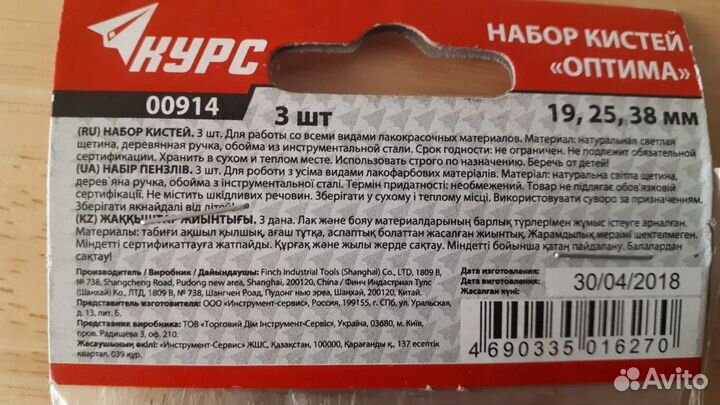 КУРС
НАБОР КИСТЕЙ
«ОПТИМА»
00914
3 шт
19, 25, 38 мм
(RU) НАБОР КИСТЕЙ. 3 шт. Для работы со всеми видами лакокрасочных материалов. Материал: натуральная светлая
щетина, деревянная ручка, обойма из инструментальной стали. Срок годности: не ограничен. Не подлежит обязательной
сертификации. Хранить в сухом и теплом месте. Использовать строго по назначению. Беречь от детей!
(UA) НАБІР ПЕНЗЛІВ. 3 шт. Для роботи з усіма видами лакофарбових матеріалів. Матеріал: натуральна світла щетина,
дерев`яна ручка, обойма з інструментальної сталі. Термін придатності: необмежений. Товар не підлягає обов`язковій
сертифікації. Не містить шкідливих речовин. Зберігати у сухому і теплому місці. Використовувати суворо за призначенням.
Зберігати якнайдалі від дітей!
(KZ) ЖАҚҚЫШТАР ЖИЫНТЫҒЫ. 3 дана. Лак және бояу материалдарының барлық түрлерімен жұмыс істеуге арналған.
Материалы: табиғи ақшыл қылшық, ағаш тұтқа, аспаптық болаттан жасалған жиынтық. Жарамдылық мерзімі шектелмеген.
Міндетті сертификаттауға жатпайды. Құрғақ және жылы жерде сақтау. Міндеті бойынша қатаң пайдалану. Балалардан
сақтау!
Производитель / Виробник / Дайындаушы: Finch Industrial Tools (Shanghai) Co., LTD, 1809 B,
№ 738, Shangcheng Road, Pudong new area, Shanghai, 200120, China / Финч Индастриал Тулс
(Шанхай) Ко., ЛТД, 1809 B, № 738, Шангчен Роад, Пудонг нью эреа, Шанхай, 200120, Китай.
Представитель изготовителя: ООО «Инструмент-сервис», Россия, 199155, г. СПб, ул. Уральская,
д. 13, лит. Б.
Представник виробника: ТОВ «Торговий Дім Інструмент-Сервіс», Україна, 03680, м. Київ,
пров. Радищева 3, оф. 210.
Жасаушының өкілі: «Инструмент-Сервис» ЖШС, Қазақстан, 100000, Қарағанды қ., 137 есептік
квартал. 039 құр.
Дата изготовления:
Дата виготовлення:
Жасалған күні:
30/04/2018
4 690335 016270
Avito